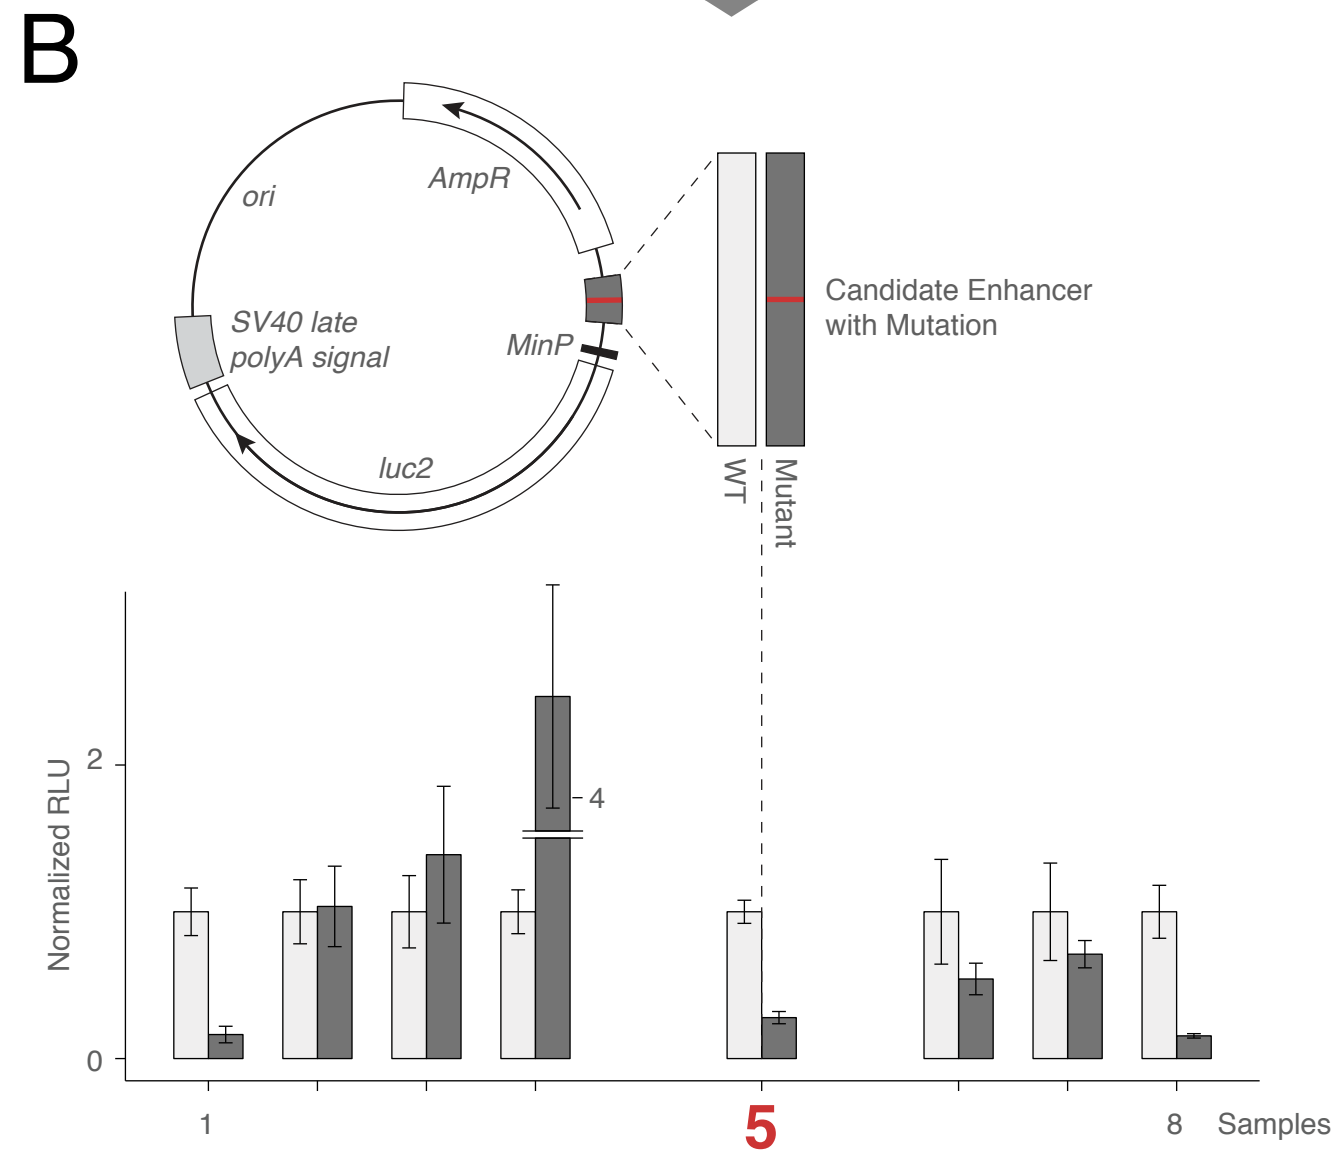 B
AmpR
ori
SV40 late
polyA signal
MinP
luc2
Candidate Enhancer
with Mutation
WT
Mutant
Normalized RLU
2
4
0
1
5
8
Samples